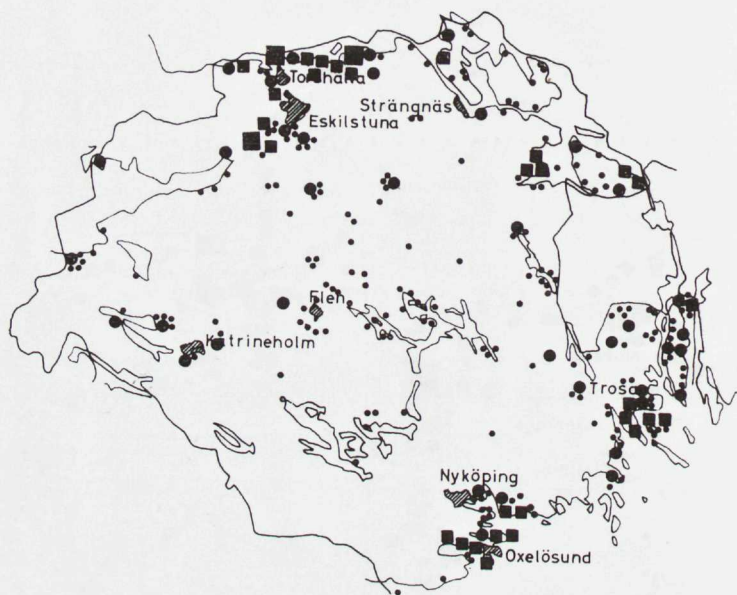 Torshälla
Strängnäs
Eskilstuna
Flen
Katrineholm
Trosa
Nyköping
Oxelösund